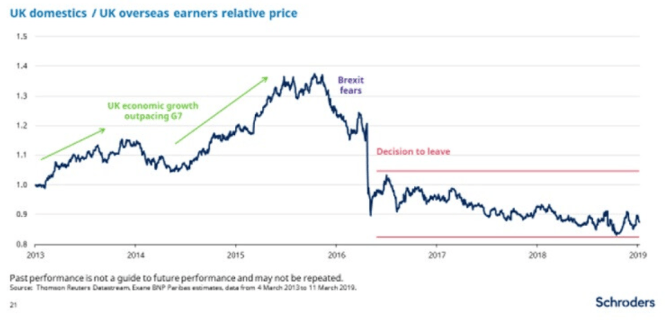 UK domestics / UK overseas earners relative price
1.5
1.4
1.3
1.2
1.1
1.0
0.9
0.8
UK economic growth
outpacing G7
Brexit
fears
Decision to leave
2013 2014 2015 2016 2017 2018 2019
Past performance is not a guide to future performance and may not be repeated.
Source: Thomson Reuters Datastream, Exane BNP Paribas estimates, data from 4 March 2013 to 11 March 2019.
21
Schroders